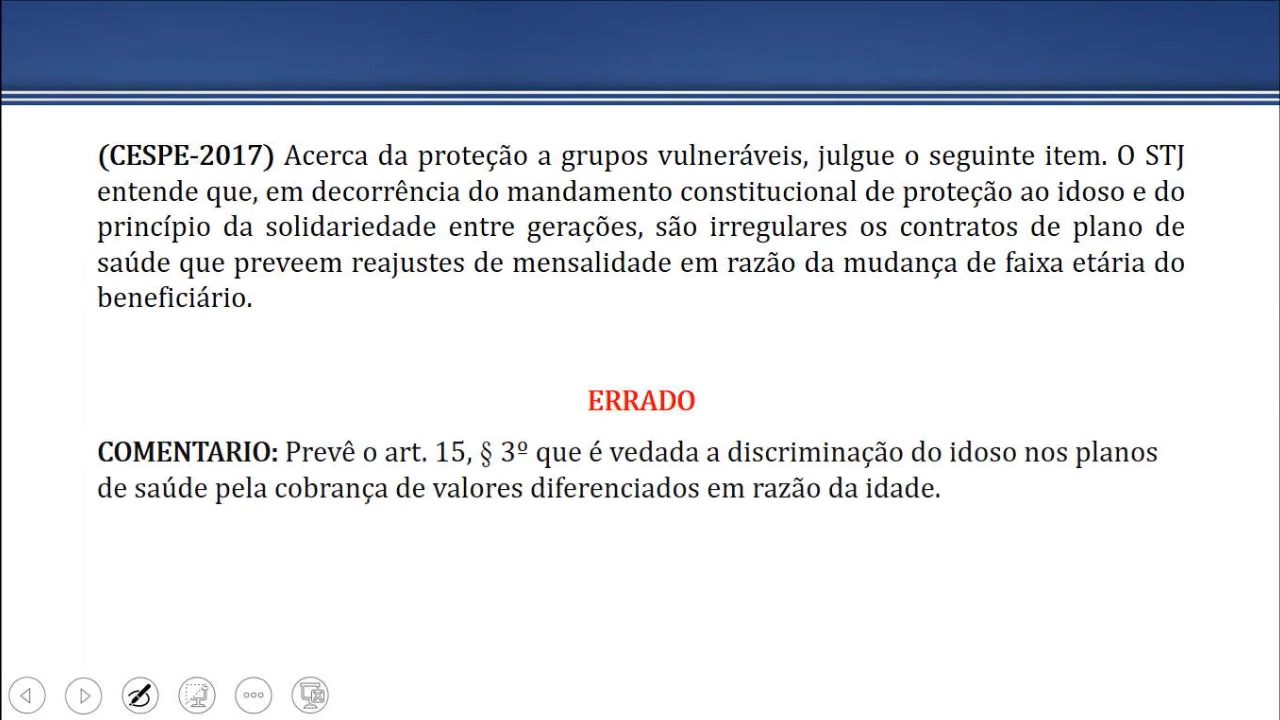 (CESPE-2017) Acerca da proteção a grupos vulneráveis, julgue o seguinte item. O STJ
entende que, em decorrência do mandamento constitucional de proteção ao idoso e do
princípio da solidariedade entre gerações, são irregulares os contratos de plano de
saúde que preveem reajustes de mensalidade em razão da mudança de faixa etária do
beneficiário.
ERRADO
COMENTARIO: Prevê o art. 15, § 3º que é vedada a discriminação do idoso nos planos
de saúde pela cobrança de valores diferenciados em razão da idade.